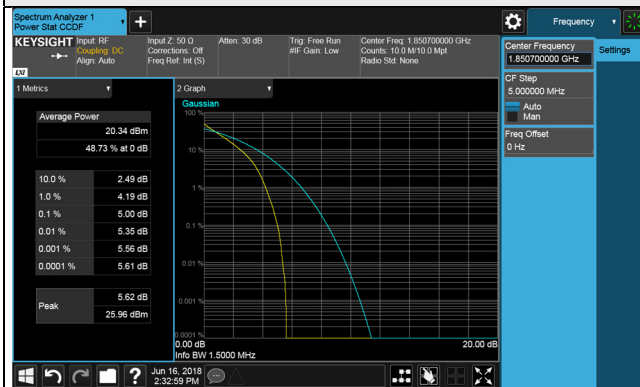 Spectrum Analyzer 1
Power Stat CCDF
+
Frequency
KEYSIGHT
Input: RF
Coupling: DC
Align: Auto
Input Z: 50 Ω
Corrections: Off
Freq Ref: Int (S)
Atten: 30 dB
Trig: Free Run
#IF Gain: Low
Center Freq: 1.850700000 GHz
Counts: 10.0 M/10.0 Mpt
Radio Std: None
LXI
Center Frequency
1.850700000 GHz
Settings
CF Step
5.000000 MHz
Auto
Man
Freq Offset
0 Hz
1 Metrics
Average Power
20.34 dBm
48.73 % at 0 dB
10.0 % 2.49 dB
1.0 % 4.19 dB
0.1 % 5.00 dB
0.01 % 5.35 dB
0.001 % 5.56 dB
0.0001 % 5.61 dB
Peak
5.62 dB
25.96 dBm
2 Graph
Gaussian
100 %
10 %
1 %
0.1 %
0.01 %
0.001 %
0.0001 %
0.00 dB
20.00 dB
Info BW 1.5000 MHz
?
Jun 16, 2018
2:32:59 PM